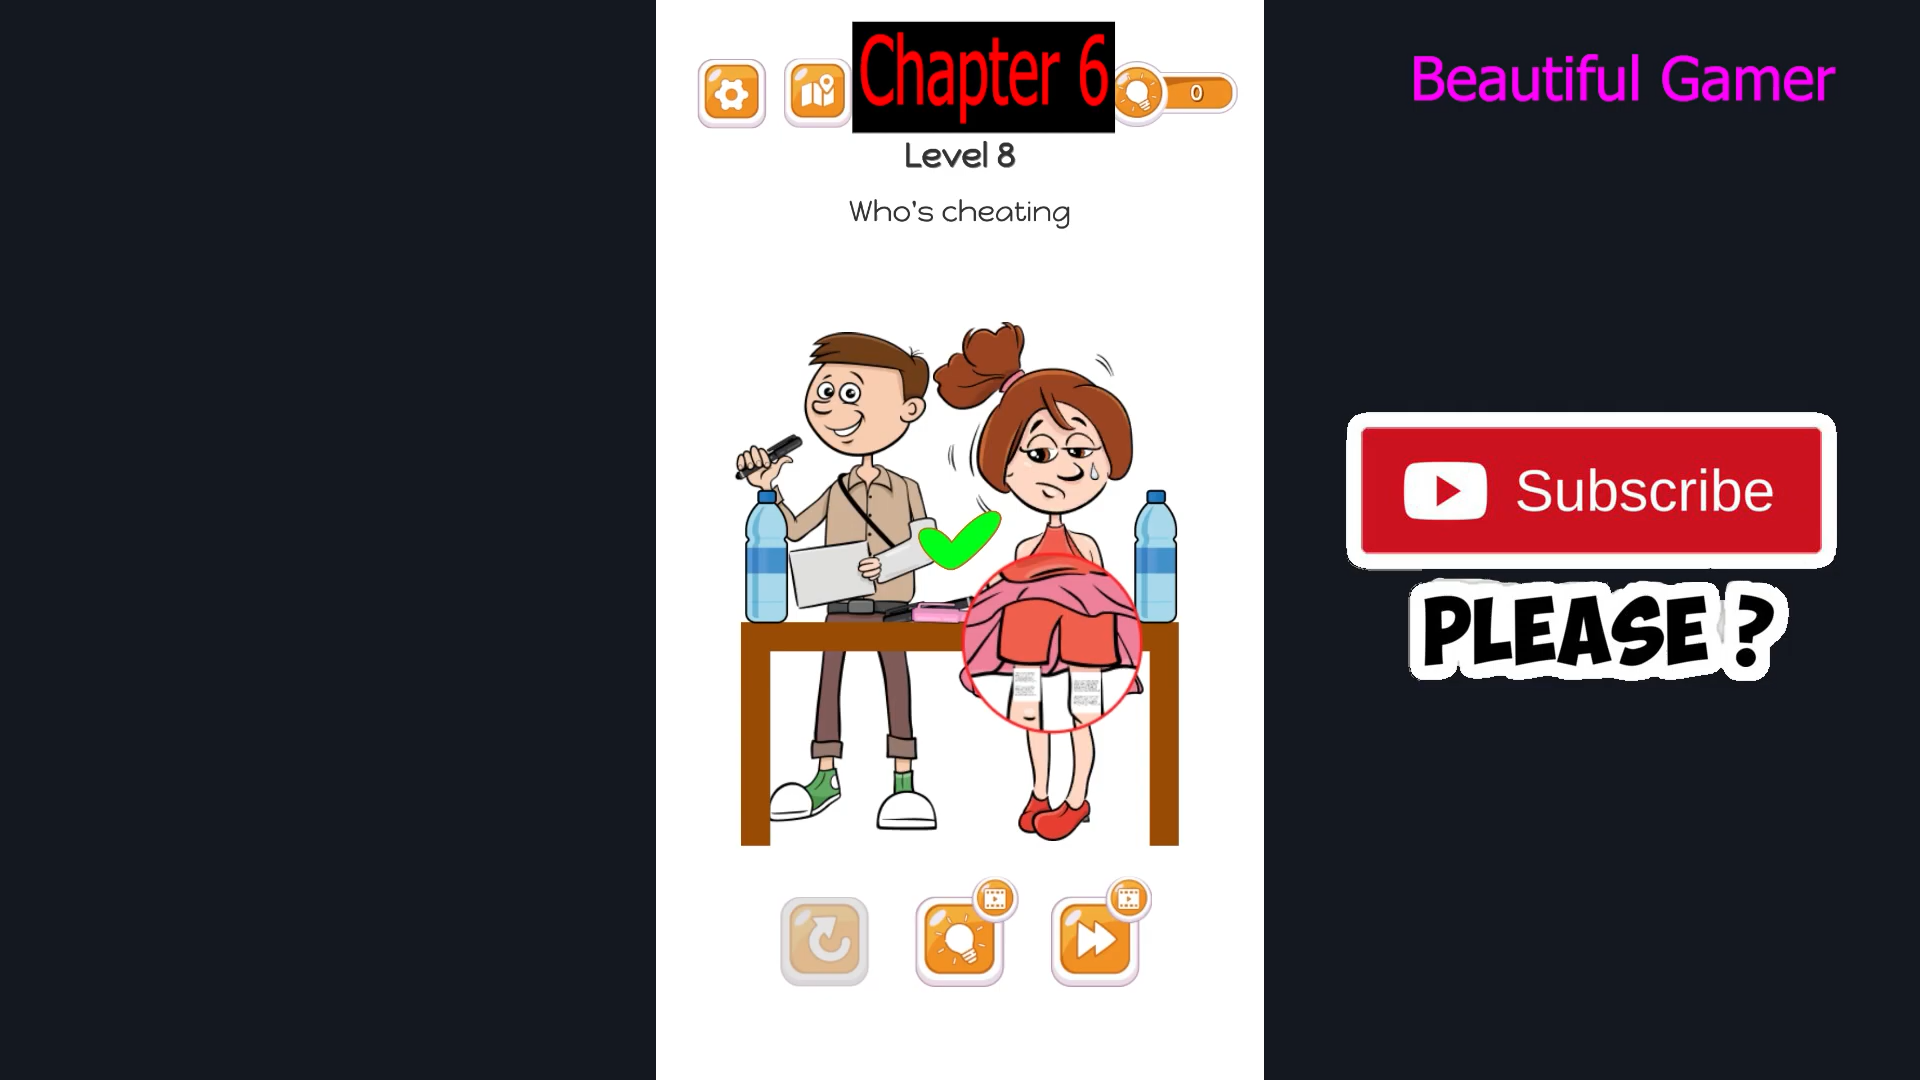 Chapter 6
Beautiful Gamer
0
Level 8
Who's cheating
Subscribe
PLEASE ?